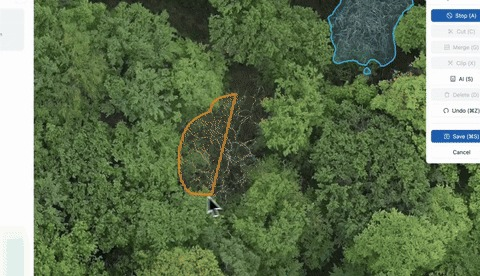 Stop (A)
Cut (C)
Merge (G)
Clip (X)
AI (S)
Delete (D)
Undo (⌘Z)
Save (⌘S)
Cancel